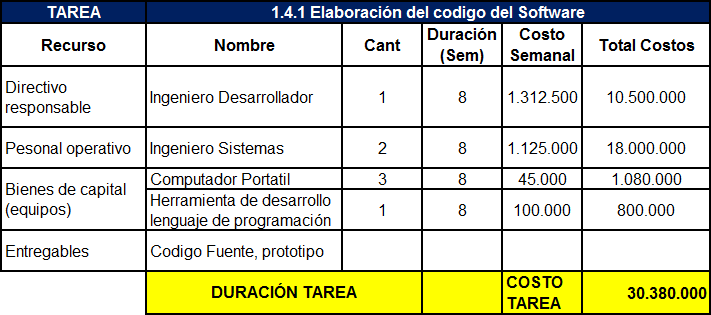 TAREA 1.4.1 Elaboración del codigo del Software
Recurso Nombre Cant Duración (Sem) Costo Semanal Total Costos
Directivo responsable Ingeniero Desarrollador 1 8 1.312.500 10.500.000
Pesonal operativo Ingeniero Sistemas 2 8 1.125.000 18.000.000
Bienes de capital (equipos) Computador Portatil 3 8 45.000 1.080.000
Herramienta de desarrollo lenguaje de programación 1 8 100.000 800.000
Entregables Codigo Fuente, prototipo
DURACIÓN TAREA COSTO TAREA 30.380.000